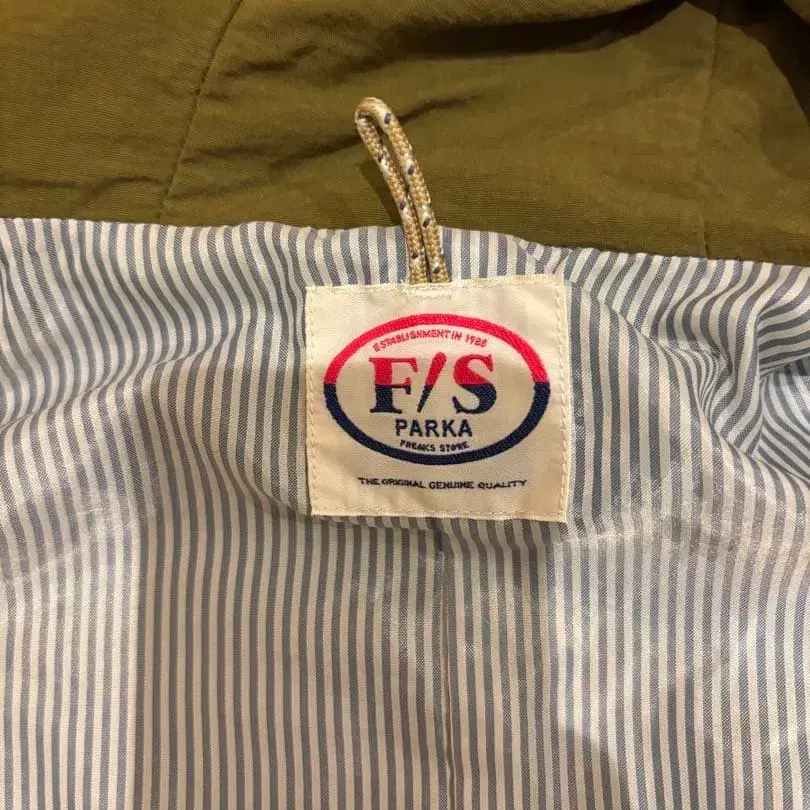 ESTABLISHMENT IN 1986
F/S
PARKA
FREAKS STORE
THE ORIGINAL GENUINE QUALITY